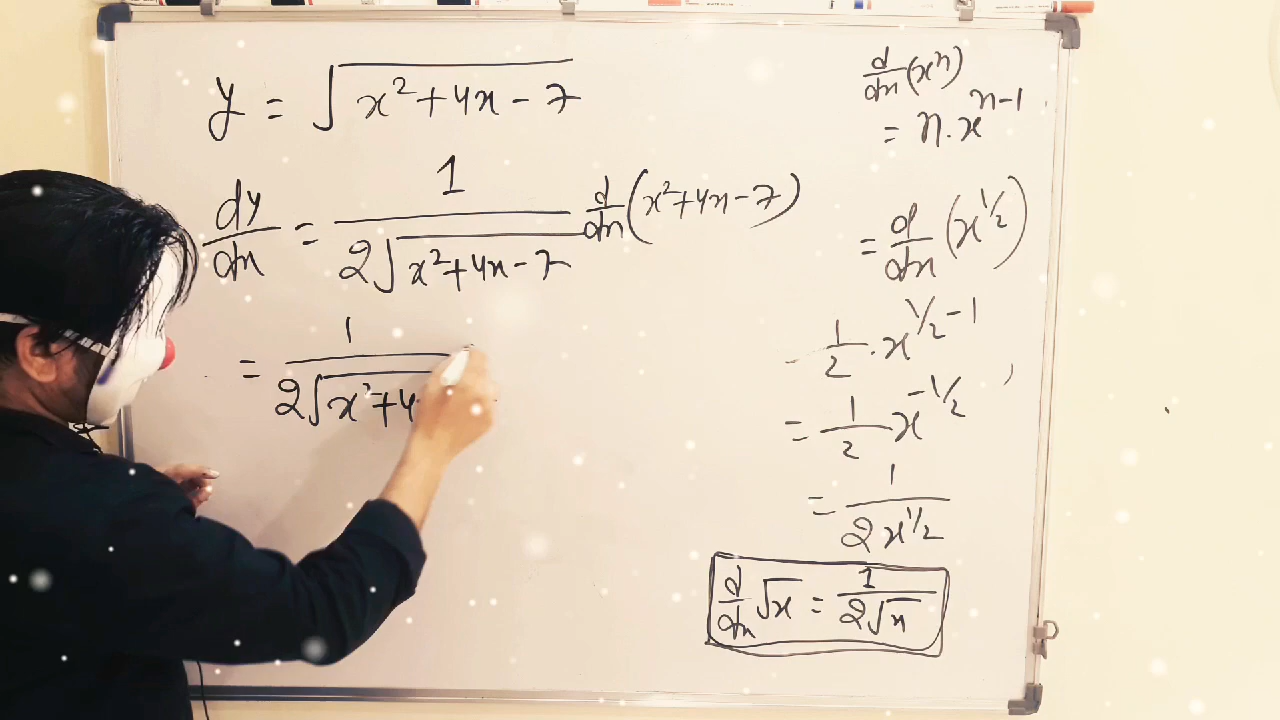 y = √(x²+4x-7)
dy/dx = 1/(2√(x²+4x-7)) d/dx (x²+4x-7)
= 1/(2√(x²+4
d/dx (xⁿ)
= n·xⁿ⁻¹
= d/dx (x^1/2)
1/2 · x^1/2-1
= 1/2 x^-1/2
= 1/(2x^1/2)
d/dx √x = 1/(2√x)